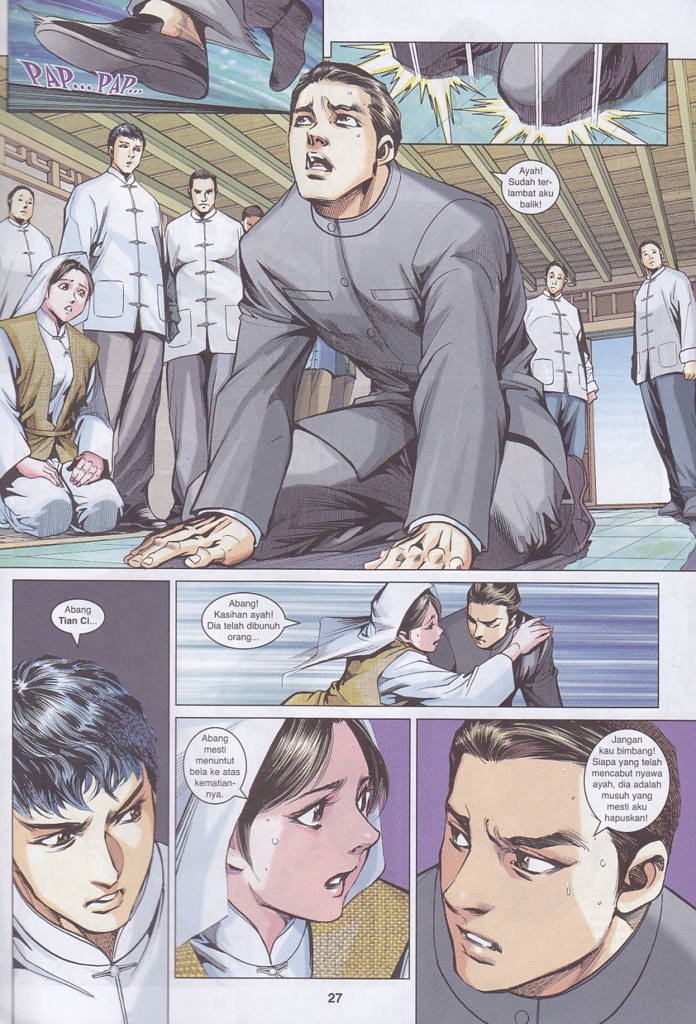 PAP... PAP...
Ayah!
Sudah ter-
lambat aku
balik!
Abang
Tian Ci...
Abang!
Kasihan ayah!
Dia telah dibunuh
orang...
Abang
mesti
menuntut
bela ke atas
kematian-
nya.
Jangan
kau bimbang!
Siapa yang telah
mencabut nyawa
ayah, dia adalah
musuh yang
mesti aku
hapuskan!
27